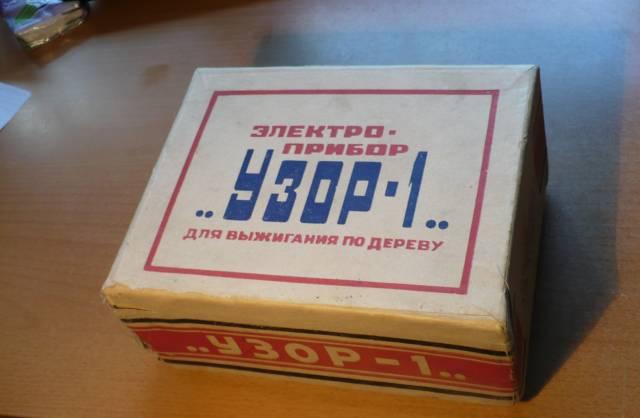 ЭЛЕКТРО-
ПРИБОР
„УЗОР-1„
ДЛЯ ВЫЖИГАНИЯ ПО ДЕРЕВУ
„УЗОР-1„